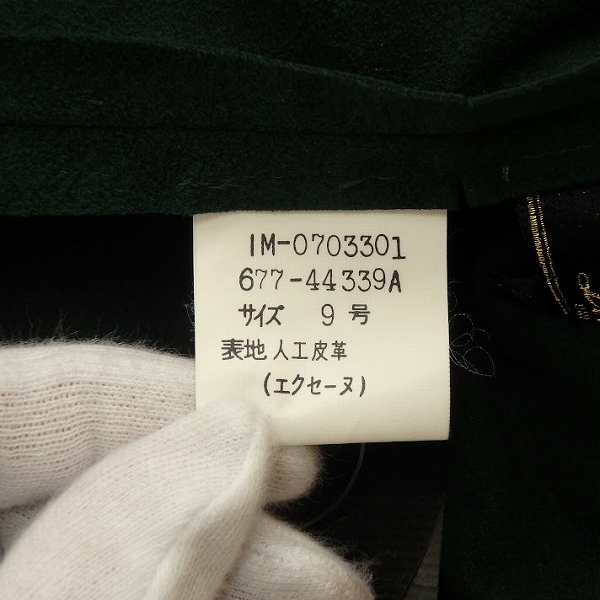 IM-0703301
677-44339A
サイズ 9 号
表地 人工皮革
(エクセーヌ)